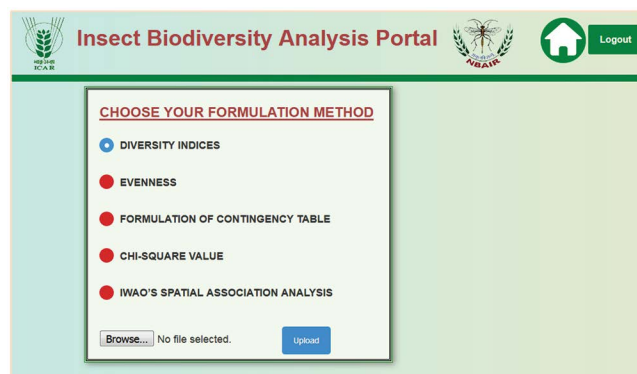 Insect Biodiversity Analysis Portal
ICAR
NBAIR
Logout
CHOOSE YOUR FORMULATION METHOD
DIVERSITY INDICES
EVENNESS
FORMULATION OF CONTINGENCY TABLE
CHI-SQUARE VALUE
IWAO'S SPATIAL ASSOCIATION ANALYSIS
Browse... No file selected.
Upload